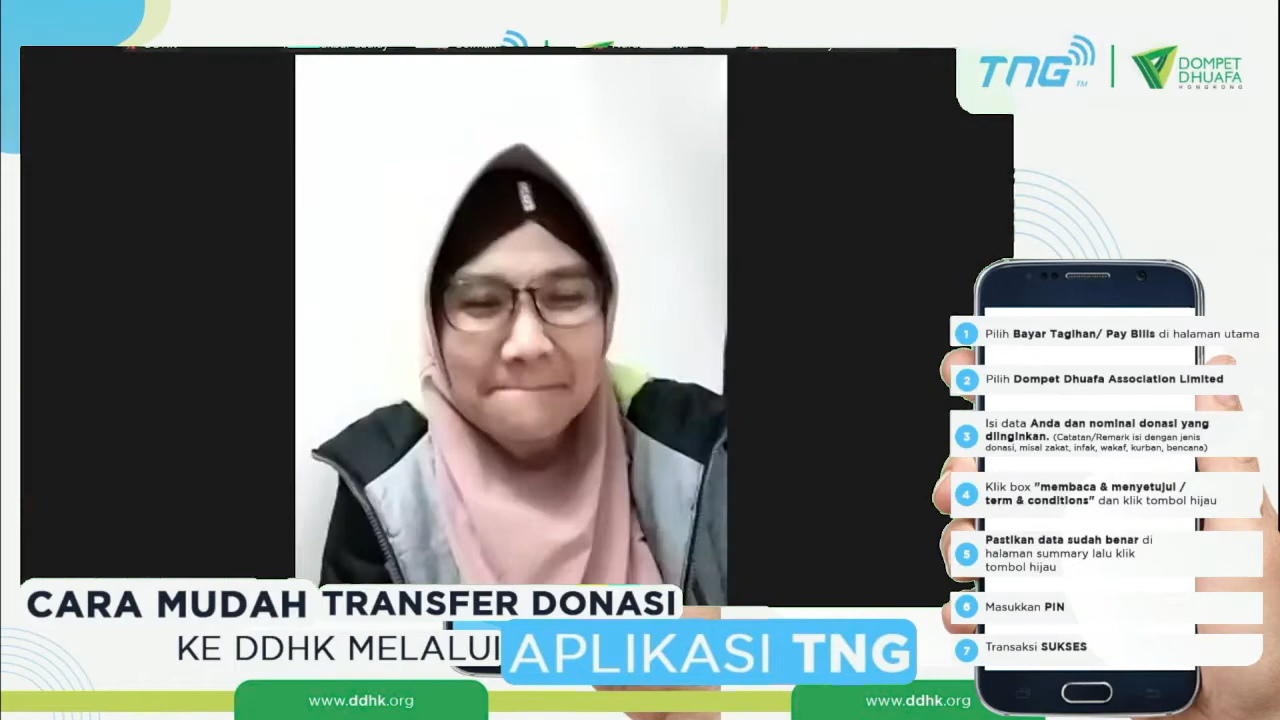 TNG
TM
DOMPET
DHUAFA
HONGKONG
1 Pilih Bayar Tagihan/ Pay Bills di halaman utama
2 Pilih Dompet Dhuafa Association Limited
3 Isi data Anda dan nominal donasi yang
diinginkan. (Catatan/Remark isi dengan jenis
donasi, misal zakat, infak, wakaf, kurban, bencana)
4 Klik box "membaca & menyetujui /
term & conditions" dan klik tombol hijau
5 Pastikan data sudah benar di
halaman summary lalu klik
tombol hijau
6 Masukkan PIN
7 Transaksi SUKSES
CARA MUDAH TRANSFER DONASI
KE DDHK MELALUI APLIKASI TNG
www.ddhk.org
www.ddhk.org